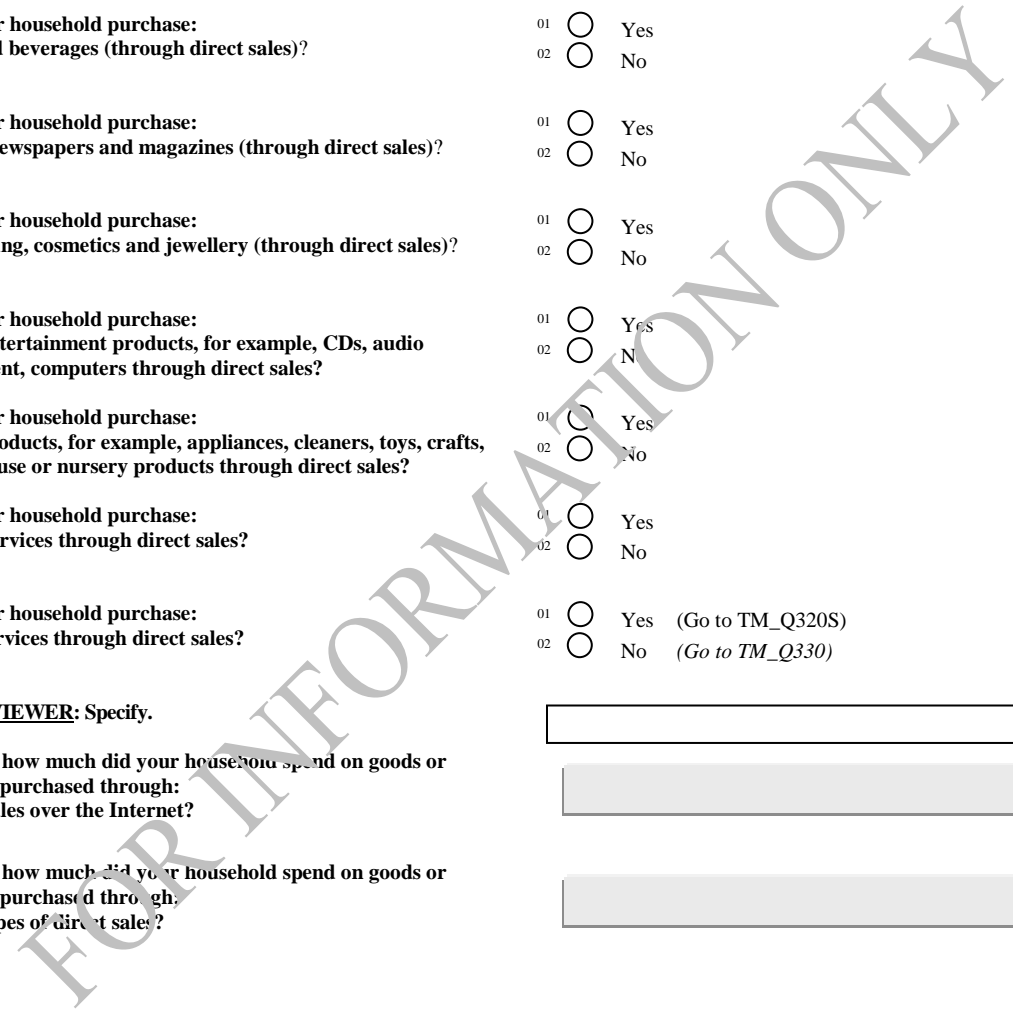 r household purchase:
l beverages (through direct sales)?
01 Yes
02 No
r household purchase:
ewspapers and magazines (through direct sales)?
01 Yes
02 No
r household purchase:
ng, cosmetics and jewellery (through direct sales)?
01 Yes
02 No
r household purchase:
tertainment products, for example, CDs, audio
ent, computers through direct sales?
01 Yes
02 No
r household purchase:
oducts, for example, appliances, cleaners, toys, crafts,
use or nursery products through direct sales?
01 Yes
02 No
r household purchase:
rvices through direct sales?
01 Yes
02 No
r household purchase:
rvices through direct sales?
01 Yes (Go to TM_Q320S)
02 No (Go to TM_Q330)
VIEWER: Specify.
how much did your household spend on goods or
purchased through:
les over the Internet?
how much did your household spend on goods or
purchased through:
pes of direct sales?
FOR INFORMATION ONLY